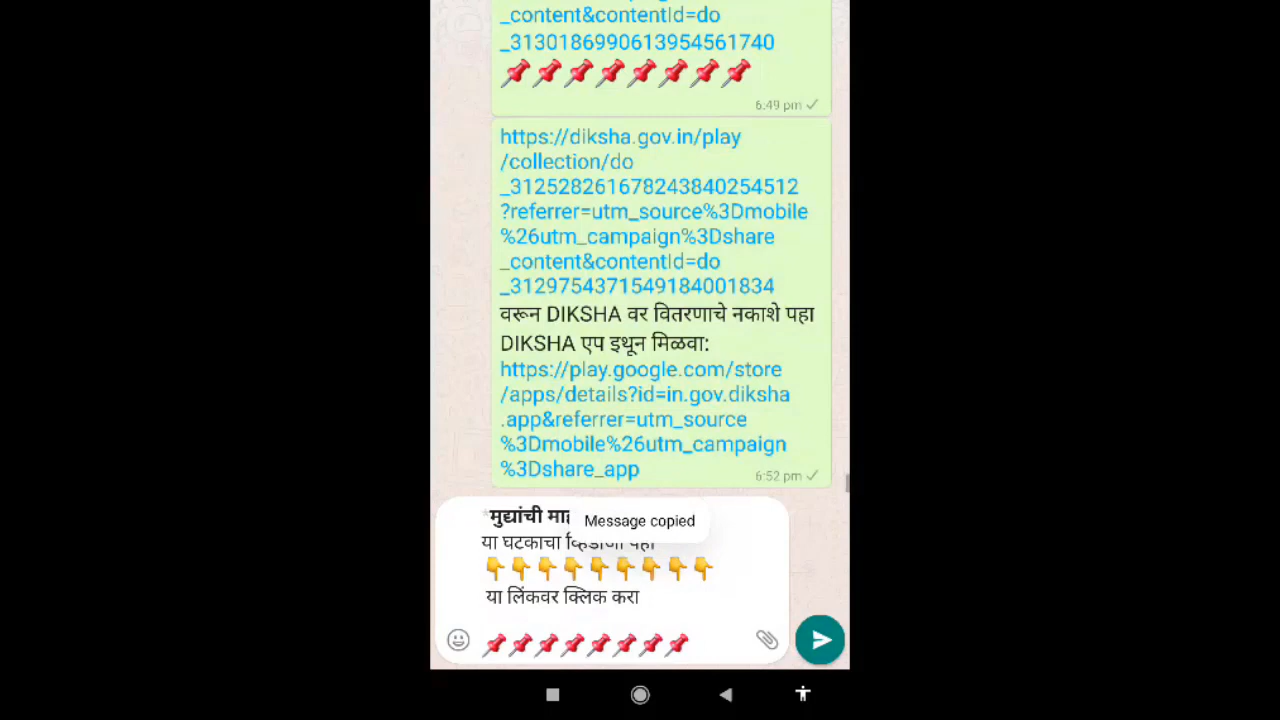 _content&contentId=do
_3130186990613954561740
📌📌📌📌📌📌📌📌
6:49 pm ✓
https://diksha.gov.in/play
/collection/do
_31252826167824384025​4512
?referrer=utm_source%3Dmobile
%26utm_campaign%3Dshare
_content&contentId=do
_3129754371549184001834
वरून DIKSHA वर वितरणाचे नकाशे पहा
DIKSHA एप इथून मिळवा:
https://play.google.com/store
/apps/details?id=in.gov.diksha
.app&referrer=utm_source
%3Dmobile%26utm_campaign
%3Dshare_app
6:52 pm ✓
*मुद्यांची
Message copied
या घटकाचा
👇👇👇👇👇👇👇👇👇
या लिंकवर क्लिक करा
📌📌📌📌📌📌📌📌